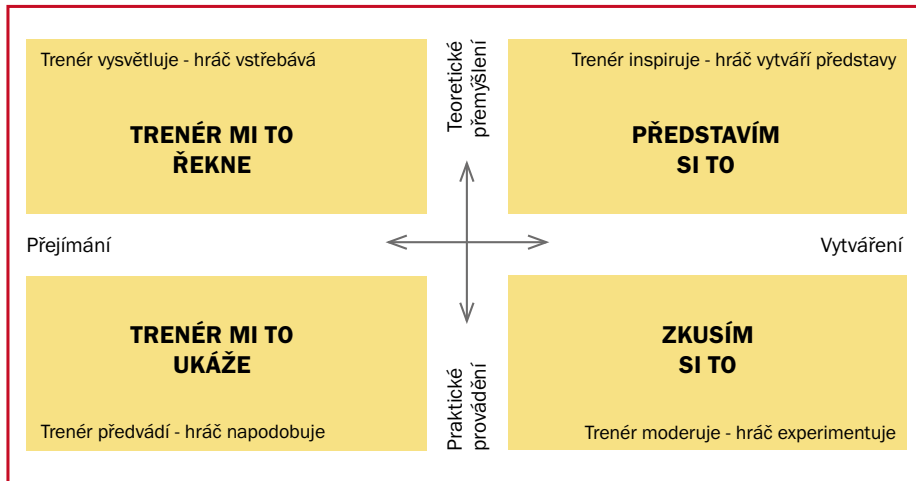 Trenér vysvětluje - hráč vstřebává
TRENÉR MI TO
ŘEKNE
Teoretické
přemýšlení
Trenér inspiruje - hráč vytváří představy
PŘEDSTAVÍM
SI TO
Přejímání
Vytváření
TRENÉR MI TO
UKÁŽE
Trenér předvádí - hráč napodobuje
Praktické
provádění
ZKUSÍM
SI TO
Trenér moderuje - hráč experimentuje